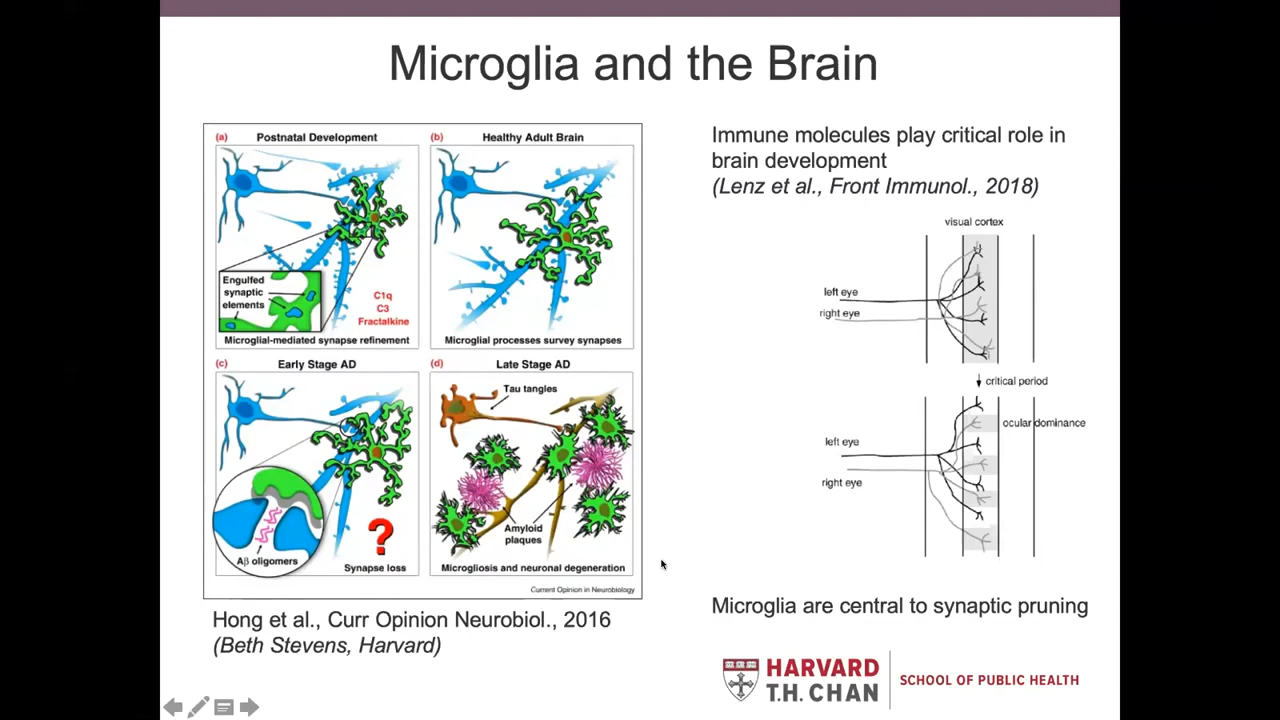 Microglia and the Brain
(a) Postnatal Development
Engulfed
synaptic
elements
C1q
C3
Fractalkine
Microglial-mediated synapse refinement
(b) Healthy Adult Brain
Microglial processes survey synapses
(c) Early Stage AD
Aβ oligomers
?
Synapse loss
(d) Late Stage AD
Tau tangles
Amyloid
plaques
Microgliosis and neuronal degeneration
Current Opinion in Neurobiology
Hong et al., Curr Opinion Neurobiol., 2016
(Beth Stevens, Harvard)
Immune molecules play critical role in
brain development
(Lenz et al., Front Immunol., 2018)
visual cortex
left eye
right eye
critical period
ocular dominance
left eye
right eye
Microglia are central to synaptic pruning
HARVARD
T.H. CHAN
SCHOOL OF PUBLIC HEALTH